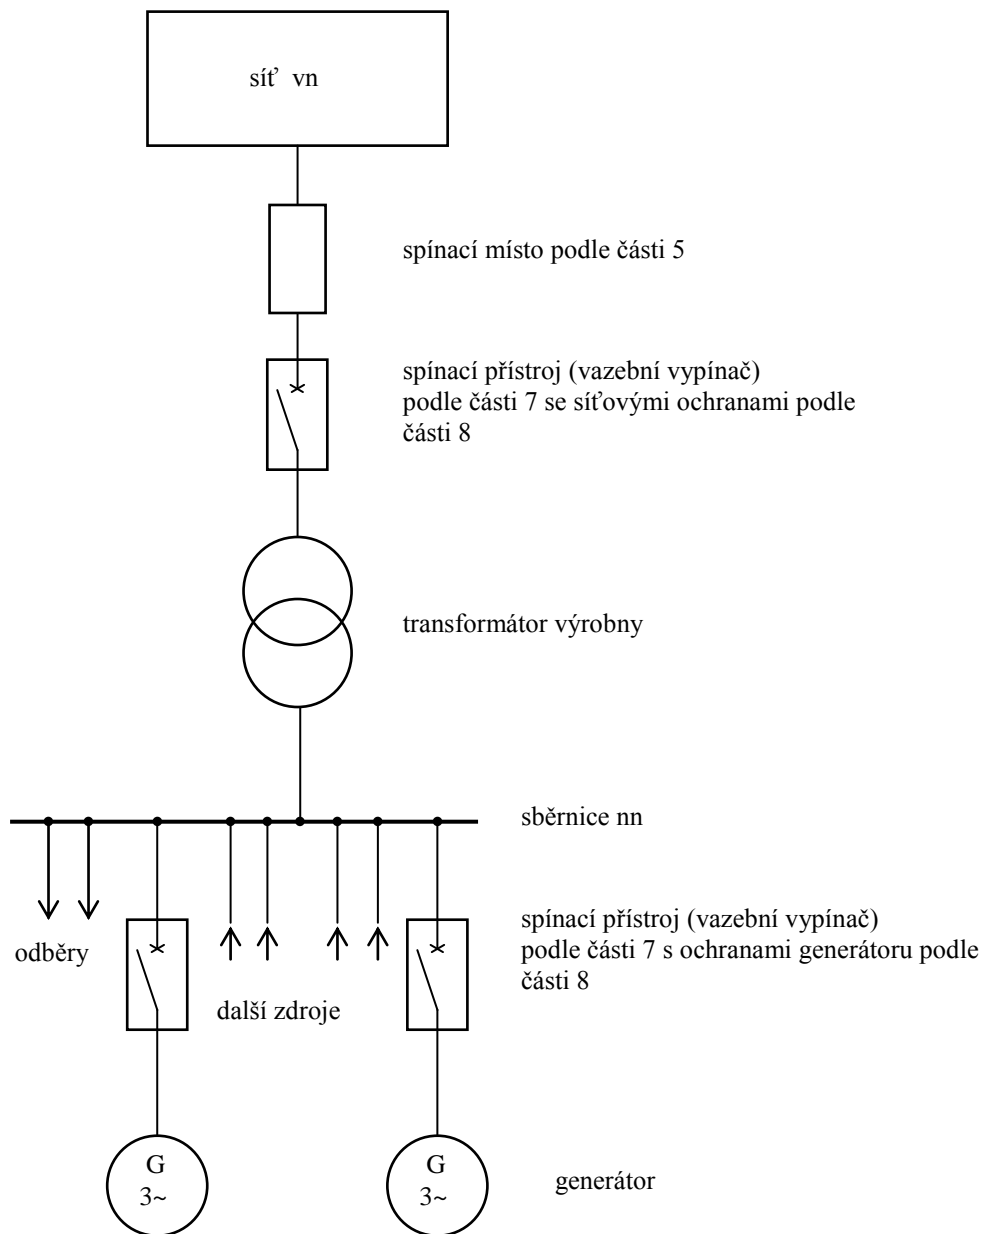 síť vn
spínací místo podle části 5
spínací přístroj (vazební vypínač)
podle části 7 se síťovými ochranami podle
části 8
transformátor výrobny
sběrnice nn
odběry
další zdroje
spínací přístroj (vazební vypínač)
podle části 7 s ochranami generátoru podle
části 8
G
3~
G
3~
generátor